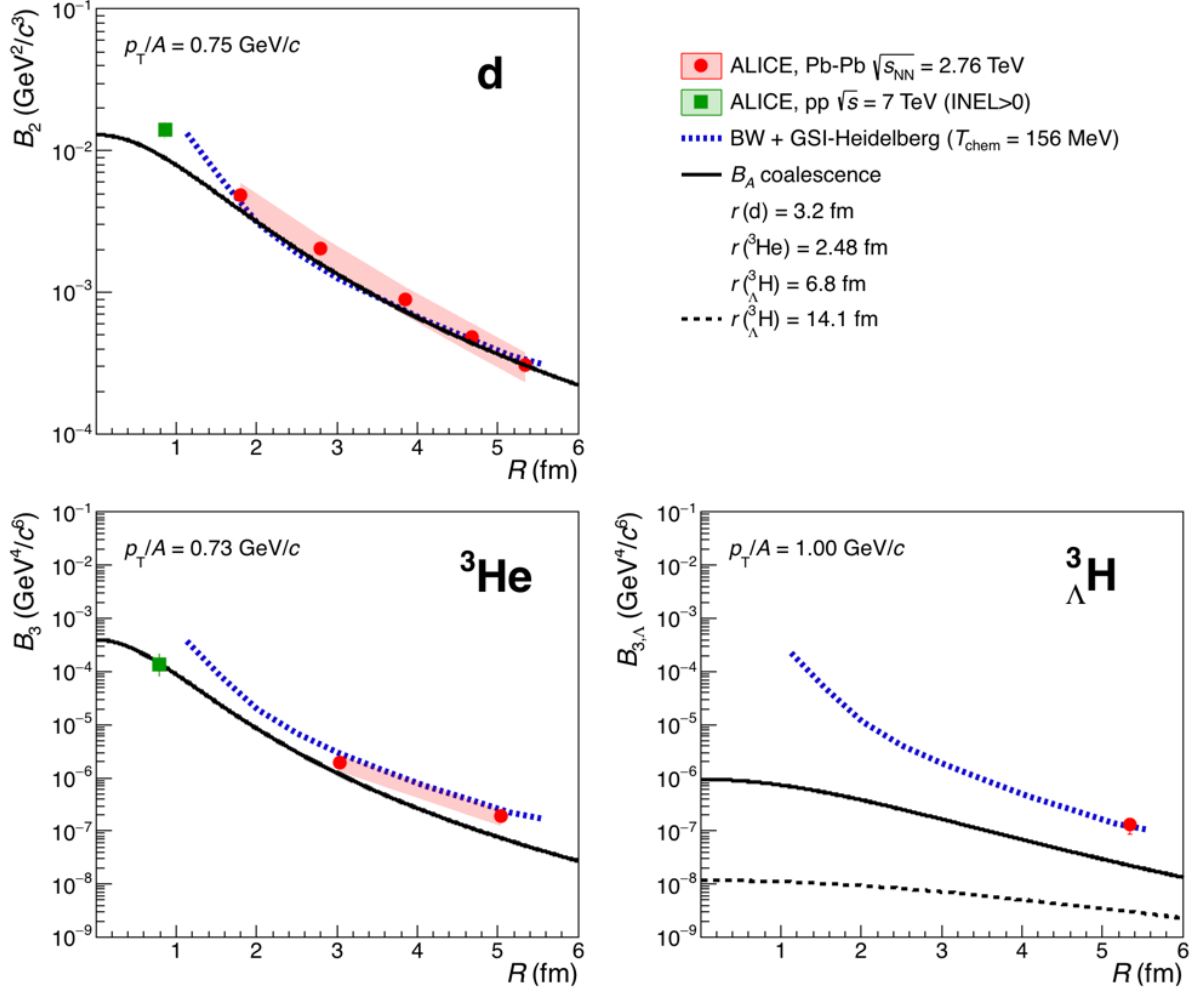 B₂ (GeV²/c³)
10⁻¹
10⁻²
10⁻³
10⁻⁴
p_T/A = 0.75 GeV/c
d
1 2 3 4 5 6
R (fm)
ALICE, Pb-Pb √s_NN = 2.76 TeV
ALICE, pp √s = 7 TeV (INEL>0)
BW + GSI-Heidelberg (T_chem = 156 MeV)
B_A coalescence
r (d) = 3.2 fm
r (³He) = 2.48 fm
r (³_ΛH) = 6.8 fm
r (³_ΛH) = 14.1 fm
B₃ (GeV⁴/c⁶)
10⁻¹
10⁻²
10⁻³
10⁻⁴
10⁻⁵
10⁻⁶
10⁻⁷
10⁻⁸
10⁻⁹
p_T/A = 0.73 GeV/c
³He
1 2 3 4 5 6
R (fm)
B_3,Λ (GeV⁴/c⁶)
10⁻¹
10⁻²
10⁻³
10⁻⁴
10⁻⁵
10⁻⁶
10⁻⁷
10⁻⁸
10⁻⁹
p_T/A = 1.00 GeV/c
³_ΛH
1 2 3 4 5 6
R (fm)